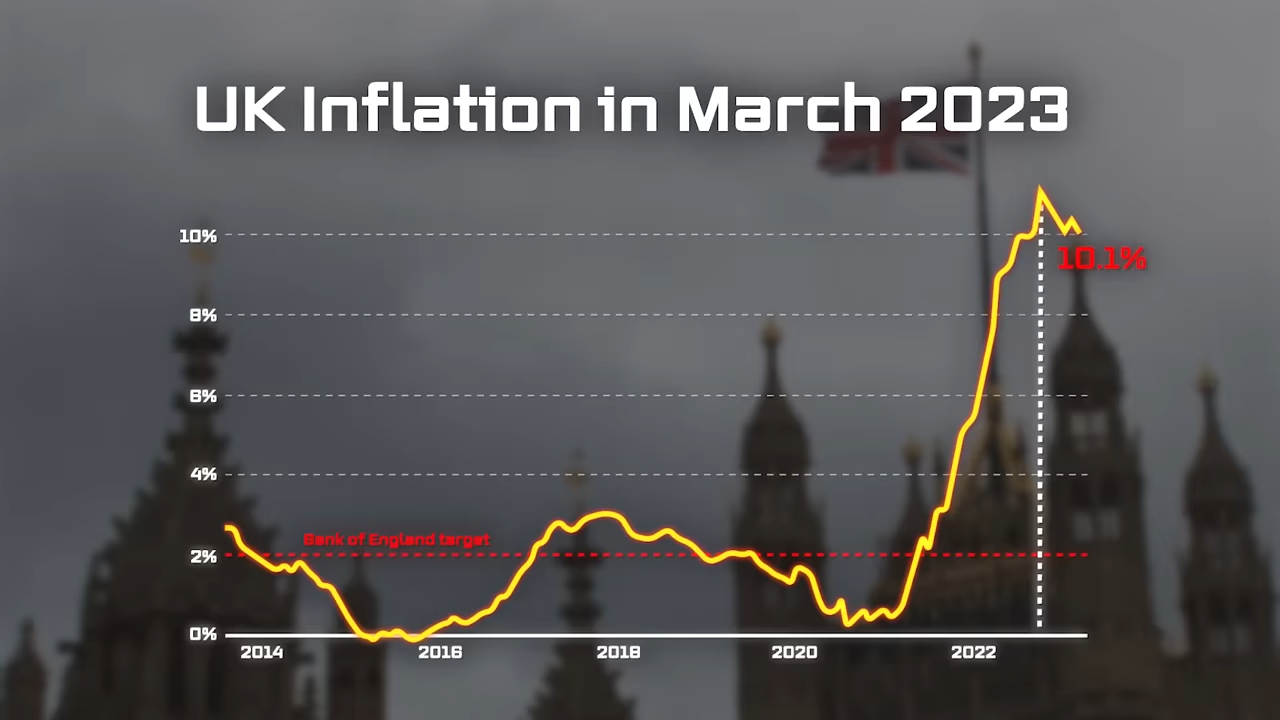 UK Inflation in March 2023
10%
10.1%
8%
6%
4%
Bank of England target
2%
0%
2014 2016 2018 2020 2022